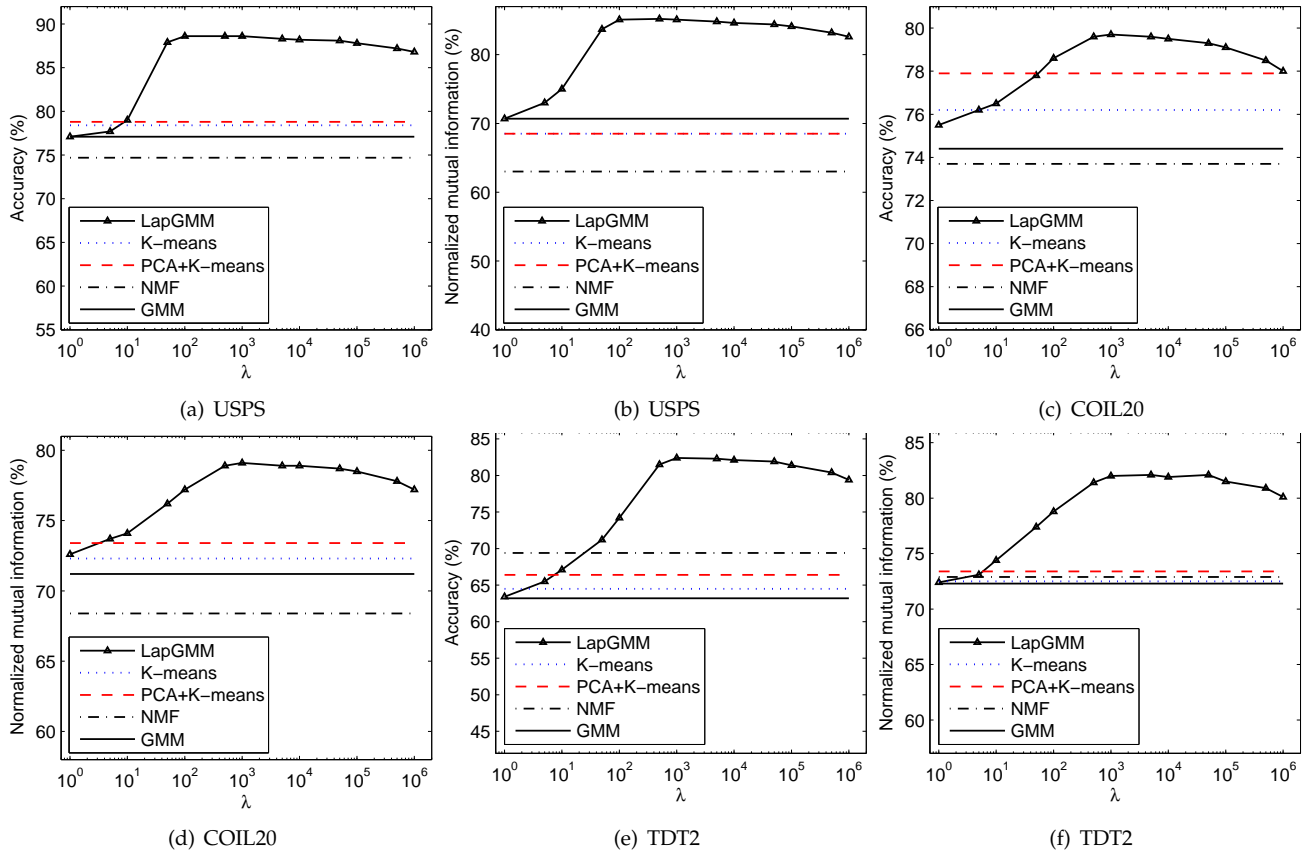 90
85
80
75
70
65
60
55
Accuracy (%)
LapGMM
K−means
PCA+K−means
NMF
GMM
10^0 10^1 10^2 10^3 10^4 10^5 10^6
λ
(a) USPS
80
70
60
50
40
Normalized mutual information (%)
LapGMM
K−means
PCA+K−means
NMF
GMM
10^0 10^1 10^2 10^3 10^4 10^5 10^6
λ
(b) USPS
80
78
76
74
72
70
68
66
Accuracy (%)
LapGMM
K−means
PCA+K−means
NMF
GMM
10^0 10^1 10^2 10^3 10^4 10^5 10^6
λ
(c) COIL20
80
75
70
65
60
Normalized mutual information (%)
LapGMM
K−means
PCA+K−means
NMF
GMM
10^0 10^1 10^2 10^3 10^4 10^5 10^6
λ
(d) COIL20
85
80
75
70
65
60
55
50
45
Accuracy (%)
LapGMM
K−means
PCA+K−means
NMF
GMM
10^0 10^1 10^2 10^3 10^4 10^5 10^6
λ
(e) TDT2
85
80
75
70
65
60
Normalized mutual information (%)
LapGMM
K−means
PCA+K−means
NMF
GMM
10^0 10^1 10^2 10^3 10^4 10^5 10^6
λ
(f) TDT2